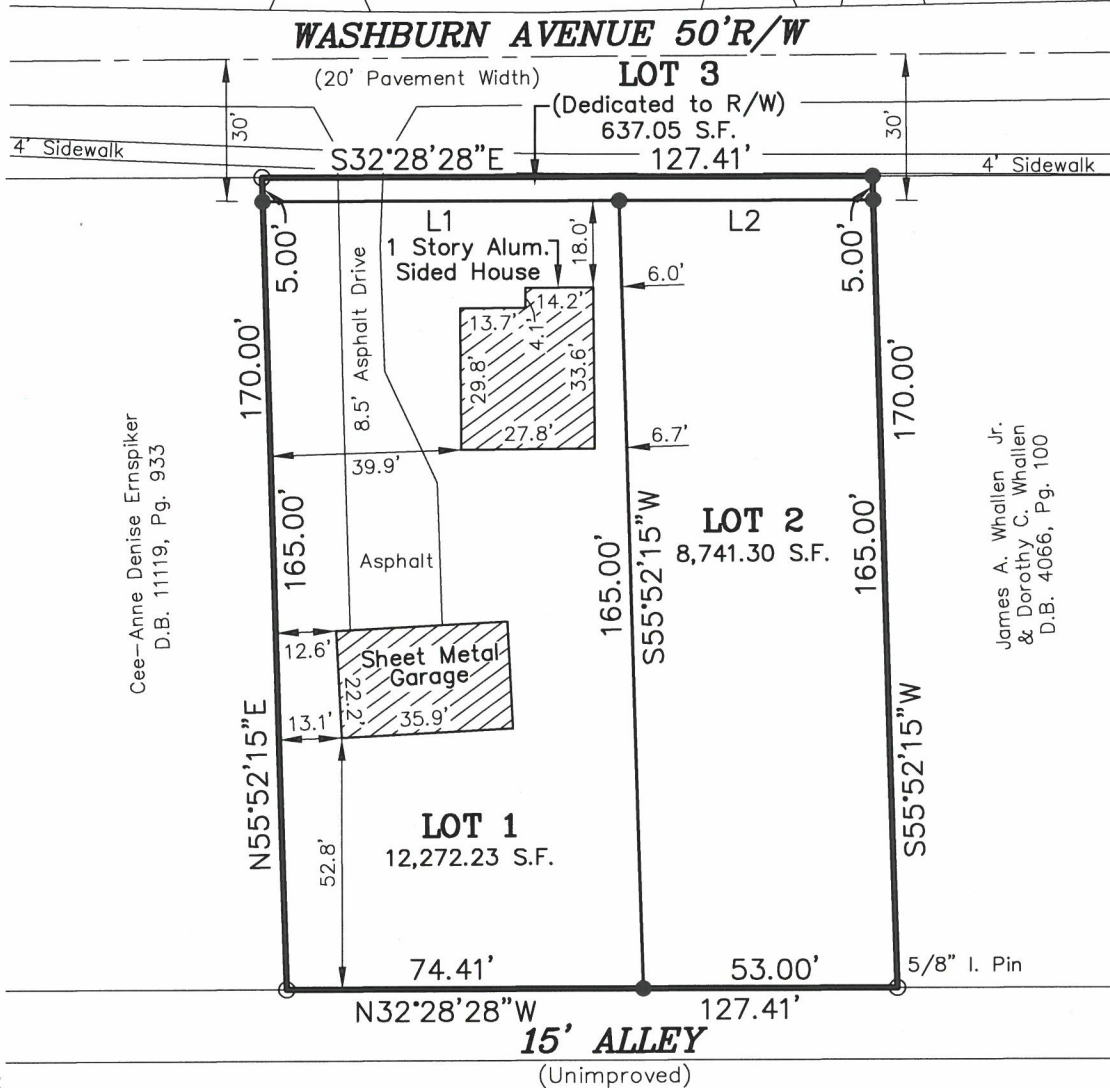 WASHBURN AVENUE 50'R/W
(20' Pavement Width)
LOT 3
(Dedicated to R/W)
637.05 S.F.
30'
30'
4' Sidewalk
4' Sidewalk
S32°28'28"E
127.41'
L1
L2
5.00'
5.00'
1 Story Alum.
Sided House
18.0'
6.0'
14.2'
13.7'
4.1'
8.5' Asphalt Drive
29.8'
33.6'
27.8'
6.7'
39.9'
170.00'
170.00'
Cee-Anne Denise Ernspiker
D.B. 11119, Pg. 933
James A. Whallen Jr.
& Dorothy C. Whallen
D.B. 4066, Pg. 100
LOT 2
8,741.30 S.F.
165.00'
165.00'
S55°52'15"W
165.00'
Asphalt
12.6'
Sheet Metal
Garage
22.2'
35.9'
13.1'
N55°52'15"E
S55°52'15"W
52.8'
LOT 1
12,272.23 S.F.
74.41'
53.00'
5/8" I. Pin
N32°28'28"W
127.41'
15' ALLEY
(Unimproved)